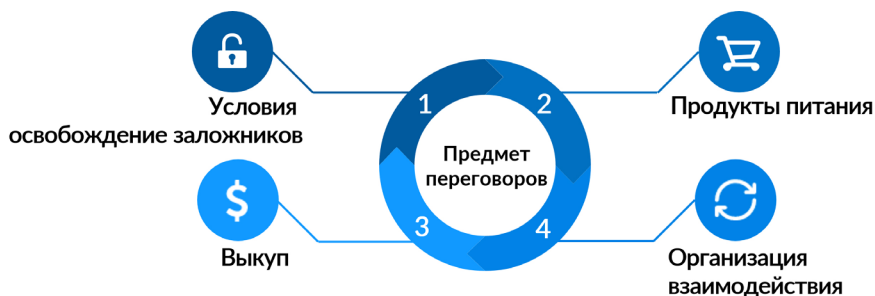 1
Условия
освобождение заложников
2
Продукты питания
Предмет
переговоров
3
$
Выкуп
4
Организация
взаимодействия